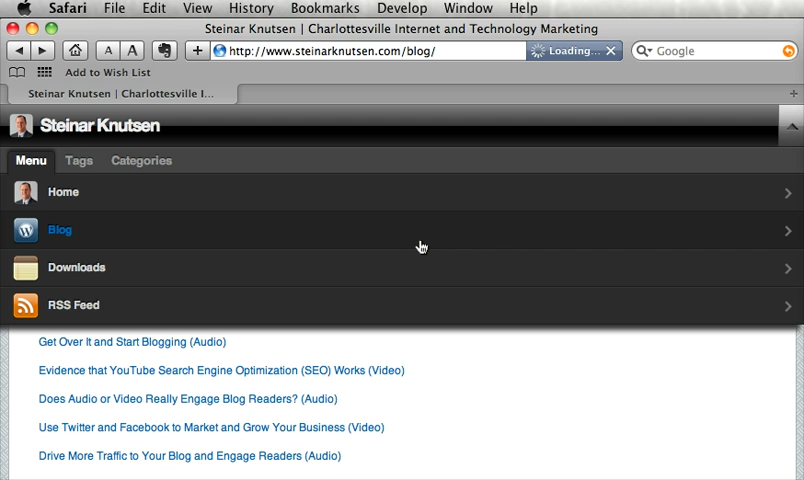 Safari File Edit View History Bookmarks Develop Window Help
Steinar Knutsen | Charlottesville Internet and Technology Marketing
A A + http://www.steinarknutsen.com/blog/ Loading... Google
Add to Wish List
Steinar Knutsen | Charlottesville I...
Steinar Knutsen
Menu Tags Categories
Home
Blog
Downloads
RSS Feed
Get Over It and Start Blogging (Audio)
Evidence that YouTube Search Engine Optimization (SEO) Works (Video)
Does Audio or Video Really Engage Blog Readers? (Audio)
Use Twitter and Facebook to Market and Grow Your Business (Video)
Drive More Traffic to Your Blog and Engage Readers (Audio)